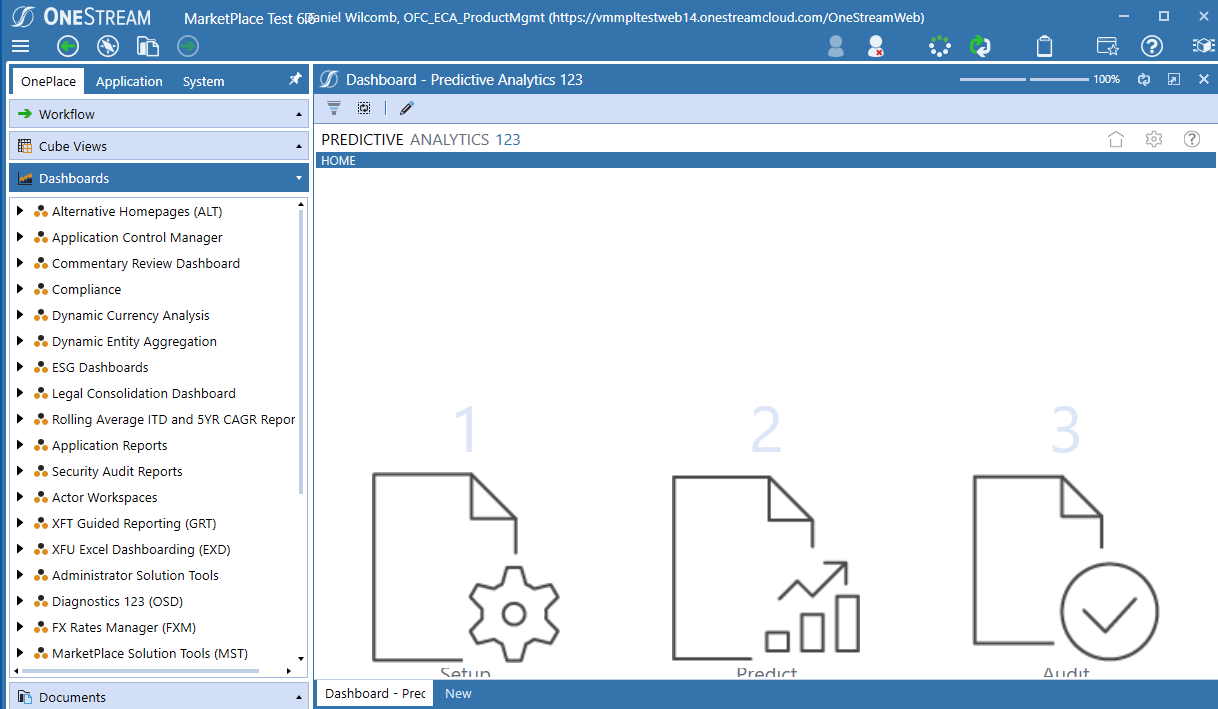 ONESTREAM MarketPlace Test 6 Daniel Wilcomb, OFC_ECA_ProductMgmt (https://vmmpltestweb14.onestreamcloud.com/OneStreamWeb)
OnePlace Application System
Dashboard - Predictive Analytics 123 100%
Workflow
Cube Views
PREDICTIVE ANALYTICS 123
HOME
Dashboards
Alternative Homepages (ALT)
Application Control Manager
Commentary Review Dashboard
Compliance
Dynamic Currency Analysis
Dynamic Entity Aggregation
ESG Dashboards
Legal Consolidation Dashboard
Rolling Average ITD and 5YR CAGR Repor
Application Reports
Security Audit Reports
Actor Workspaces
XFT Guided Reporting (GRT)
XFU Excel Dashboarding (EXD)
Administrator Solution Tools
Diagnostics 123 (OSD)
FX Rates Manager (FXM)
MarketPlace Solution Tools (MST)
Documents
1 2 3
Setup Predict Audit
Dashboard - Prec New